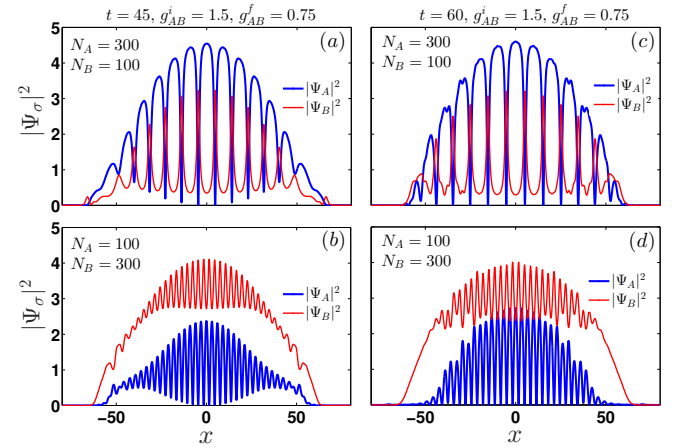 t = 45, g^i_{AB} = 1.5, g^f_{AB} = 0.75
t = 60, g^i_{AB} = 1.5, g^f_{AB} = 0.75
5
4
3
2
1
0
|Ψ_σ|²
N_A = 300
N_B = 100
(a)
|Ψ_A|²
|Ψ_B|²
N_A = 300
N_B = 100
(c)
|Ψ_A|²
|Ψ_B|²
5
4
3
2
1
0
|Ψ_σ|²
N_A = 100
N_B = 300
(b)
|Ψ_A|²
|Ψ_B|²
N_A = 100
N_B = 300
(d)
|Ψ_A|²
|Ψ_B|²
−50 0 50
−50 0 50
x
x